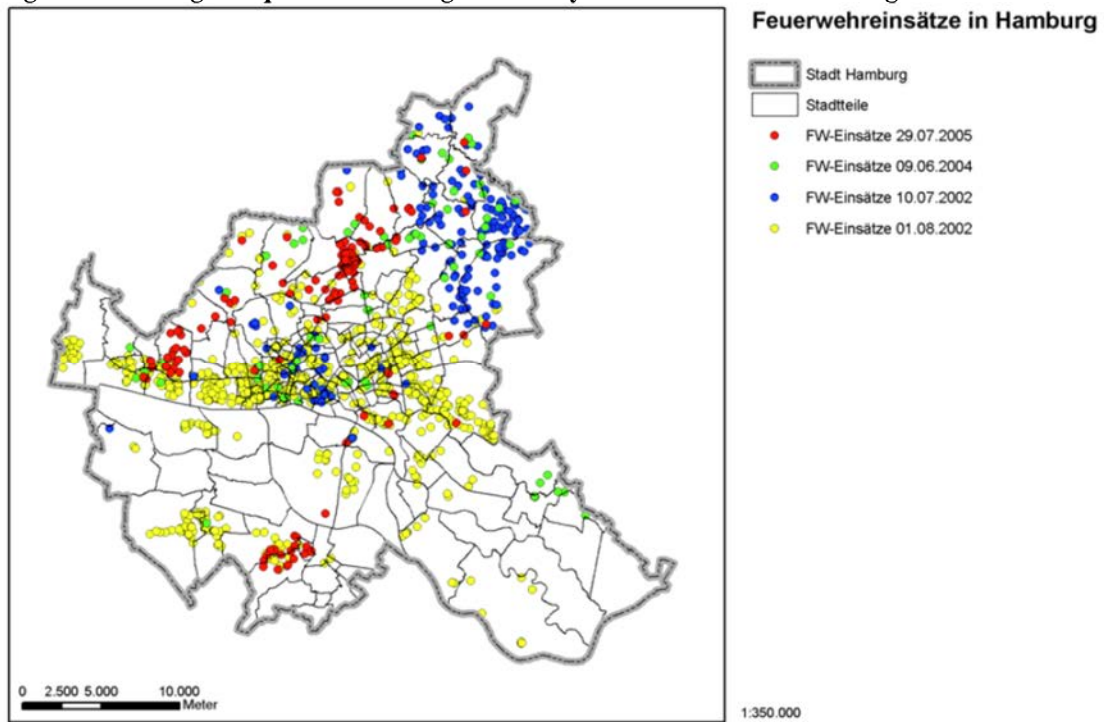 Feuerwehreinsätze in Hamburg
Stadt Hamburg
Stadtteile
FW-Einsätze 29.07.2005
FW-Einsätze 09.06.2004
FW-Einsätze 10.07.2002
FW-Einsätze 01.08.2002
0 2.500 5.000 10.000
Meter
1:350.000